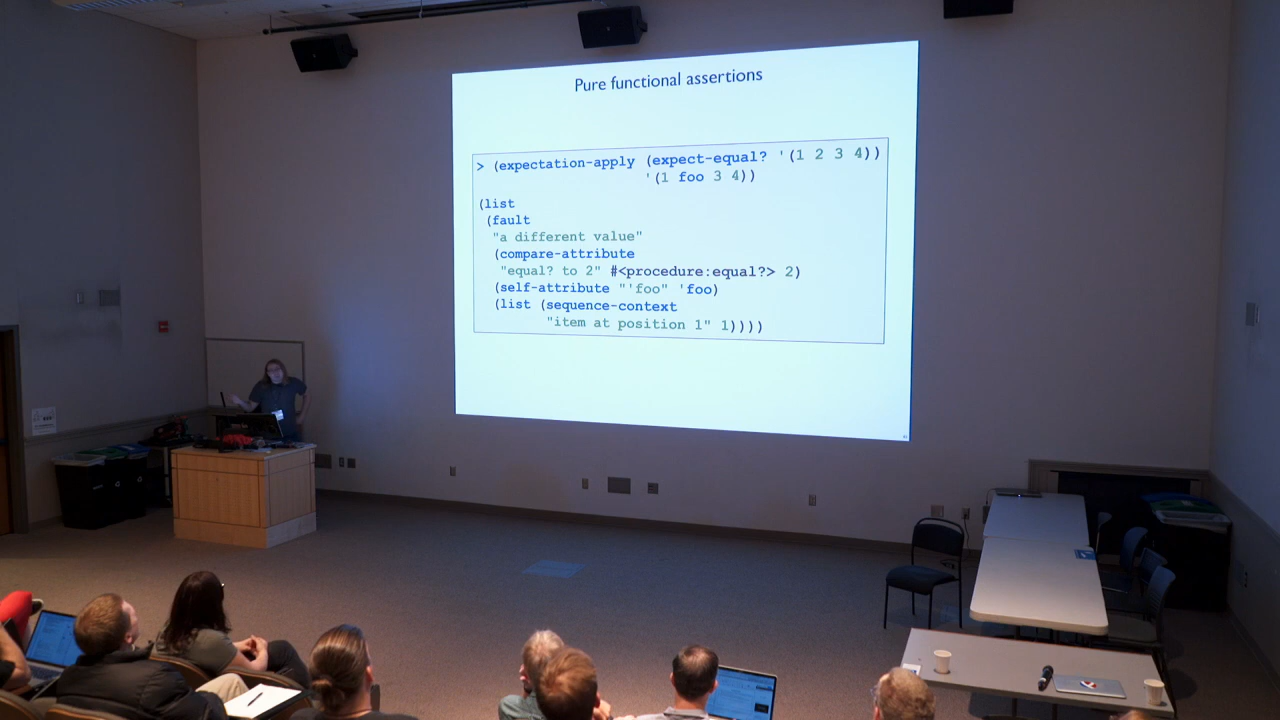 Pure functional assertions
> (expectation-apply (expect-equal? '(1 2 3 4))
'(1 foo 3 4))
(list
(fault
"a different value"
(compare-attribute
"equal? to 2" #<procedure:equal?> 2)
(self-attribute "'foo" 'foo)
(list (sequence-context
"item at position 1" 1))))